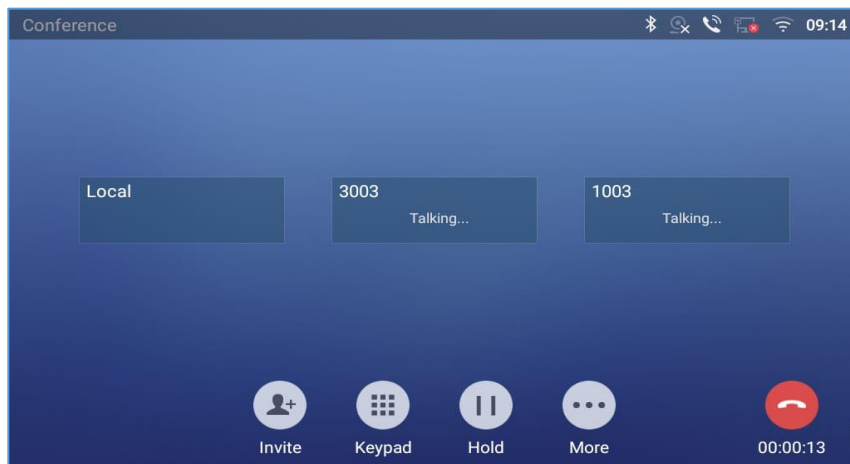 Conference 09:14
Local 3003 1003
Talking... Talking...
Invite Keypad Hold More 00:00:13